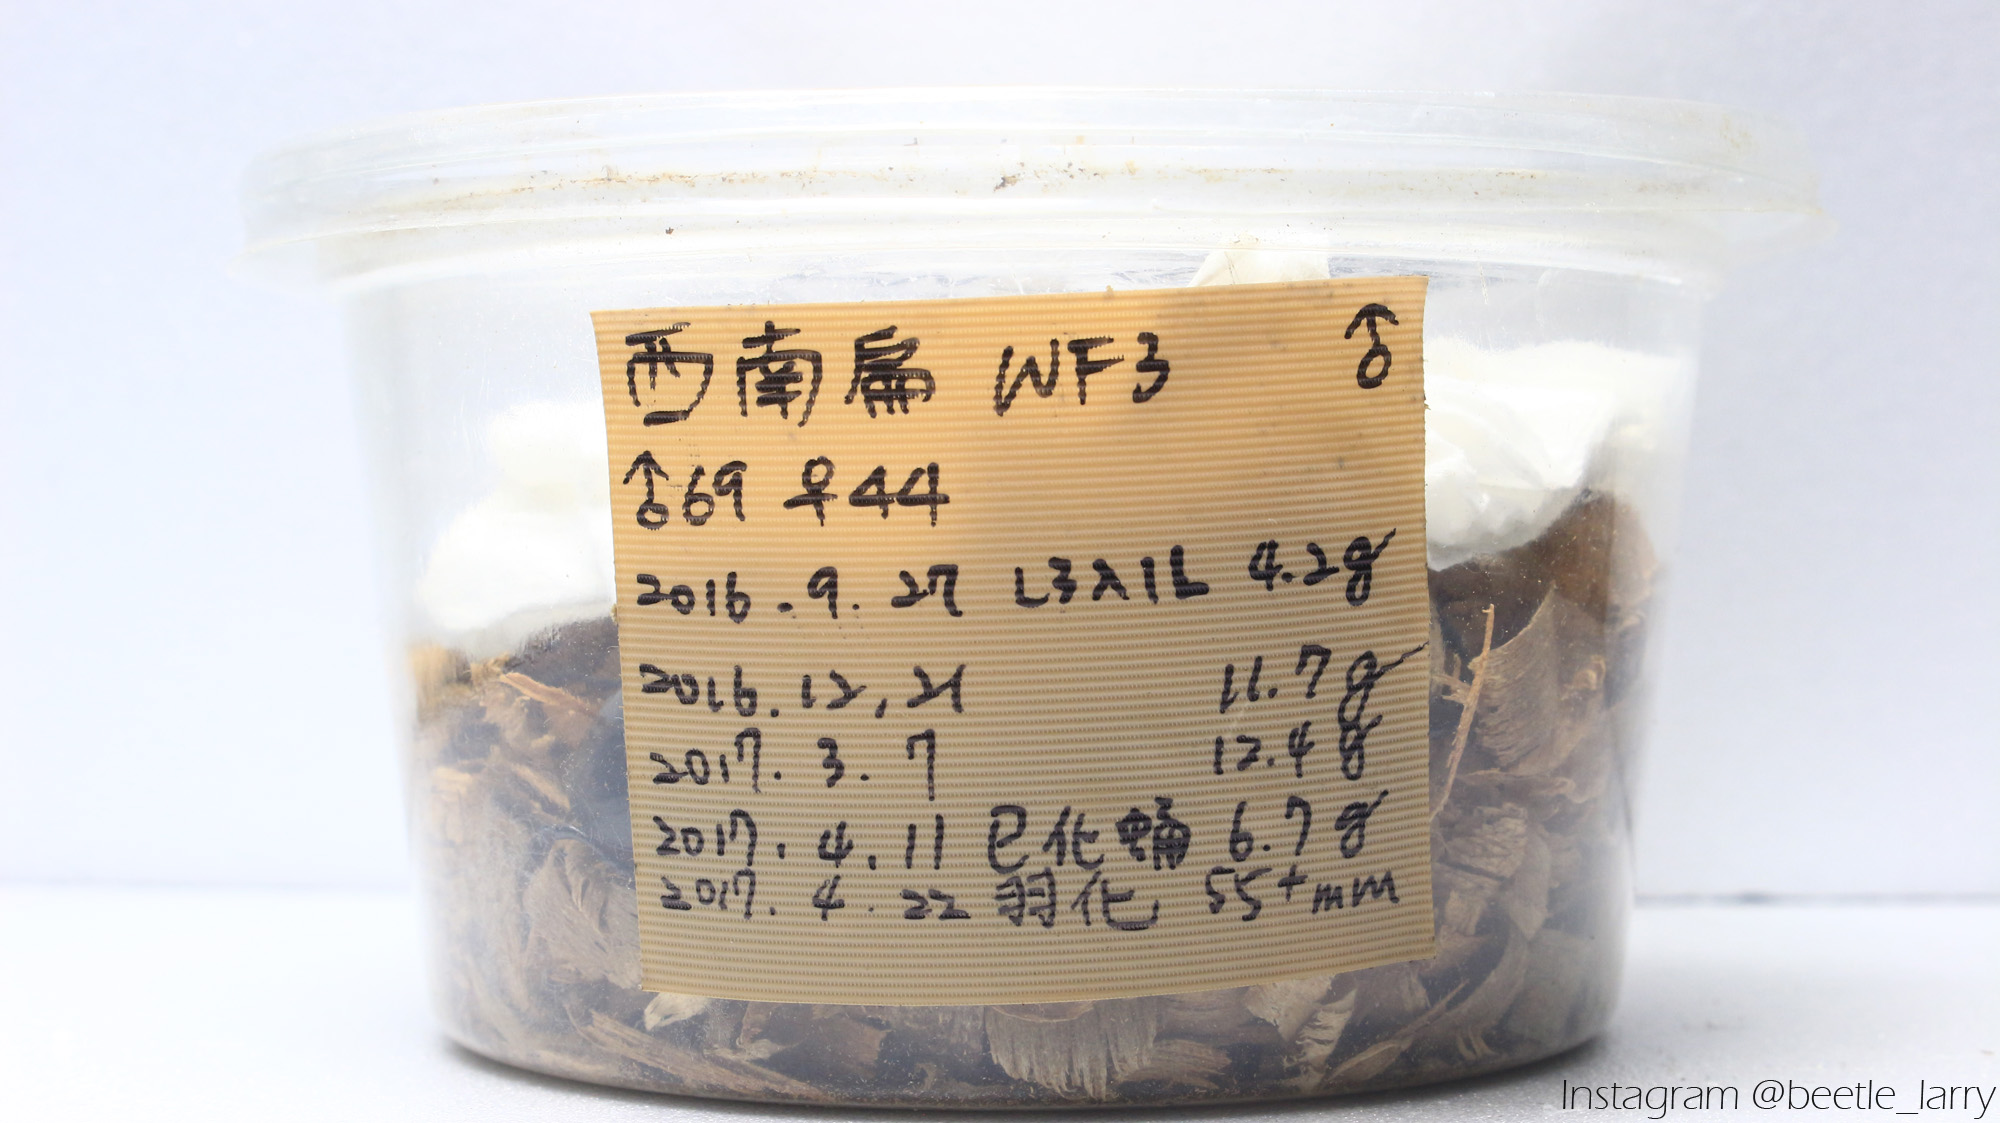 西南扁 WF3 ♂
♂69 ♀44
2016.9.27 L3入1L 4.2g
2016.12.21 11.7g
2017.3.7 12.4g
2017.4.11 已化蛹 6.7g
2017.4.22 羽化 55+mm
Instagram @beetle_larry